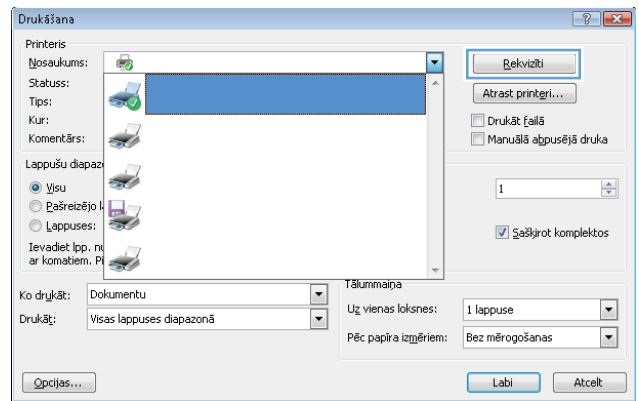 Drukāšana
Printeris
Nosaukums:
Rekvizīti
Statuss:
Tips:
Atrast printeri...
Kur:
Drukāt failā
Komentārs:
Manuālā abpusējā druka
Lappušu diapazo
Visu
1
Pašreizējo l
Lappuses:
Sašķirot komplektos
Ievadiet lpp. nu
ar komatiem. Pi
Ko drukāt: Dokumentu
Tālummaiņa
Drukāt: Visas lappuses diapazonā
Uz vienas loksnes: 1 lappuse
Pēc papīra izmēriem: Bez mērogošanas
Opcijas...
Labi
Atcelt